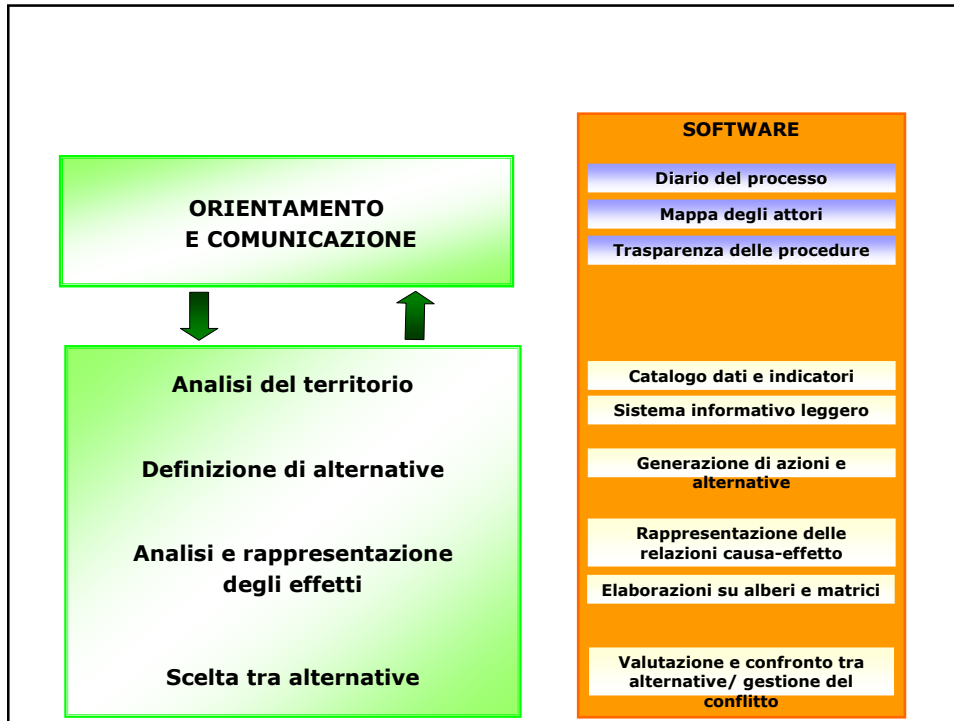 ORIENTAMENTO
E COMUNICAZIONE
Analisi del territorio
Definizione di alternative
Analisi e rappresentazione
degli effetti
Scelta tra alternative
SOFTWARE
Diario del processo
Mappa degli attori
Trasparenza delle procedure
Catalogo dati e indicatori
Sistema informativo leggero
Generazione di azioni e
alternative
Rappresentazione delle
relazioni causa-effetto
Elaborazioni su alberi e matrici
Valutazione e confronto tra
alternative/ gestione del
conflitto